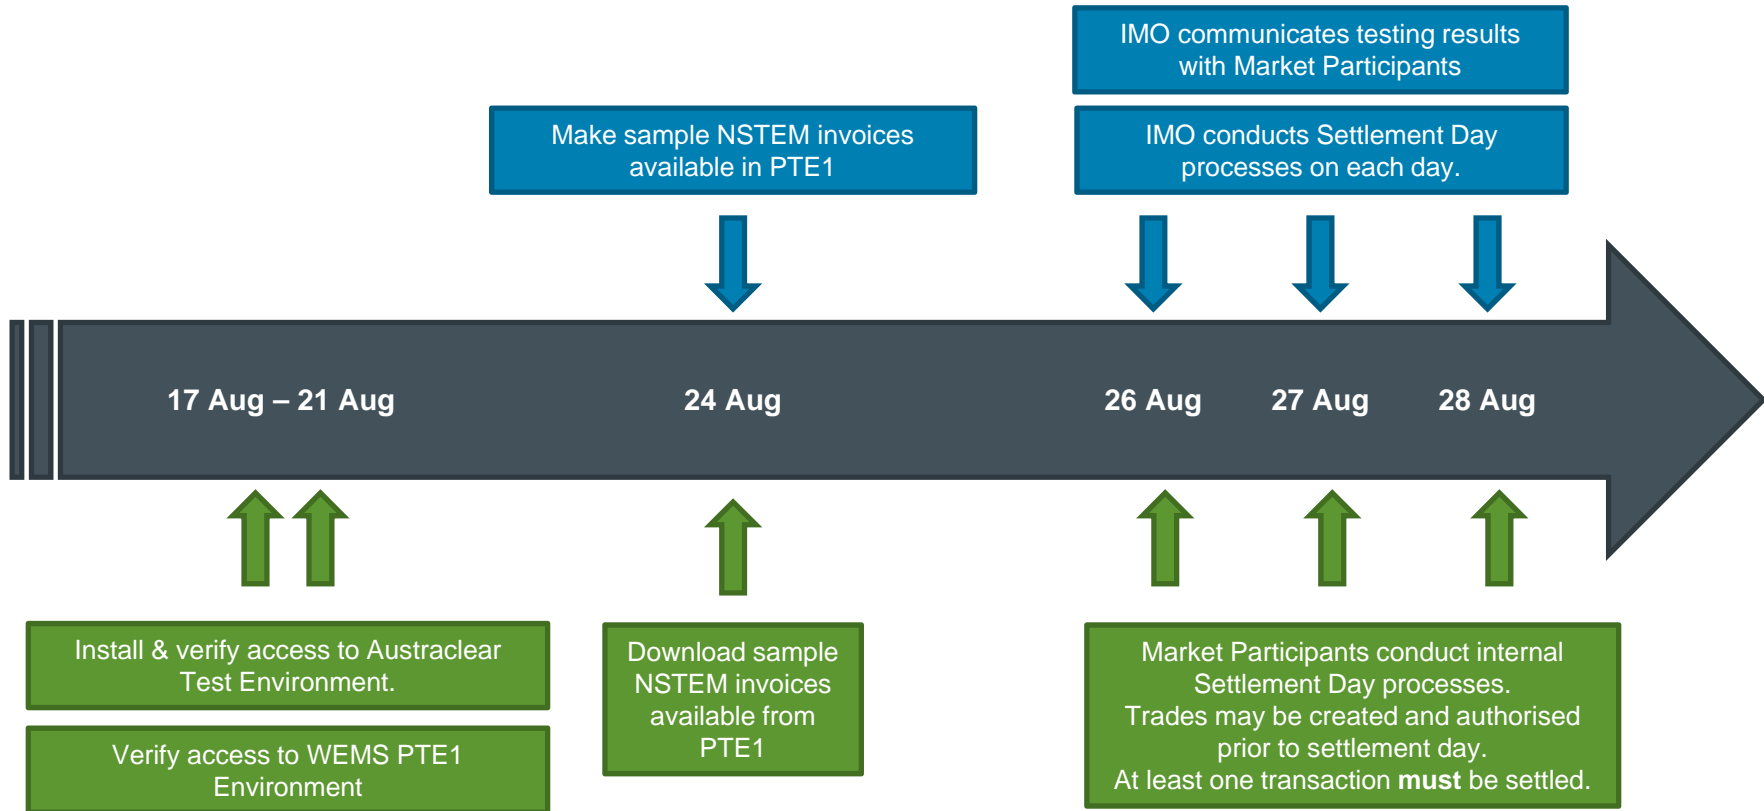 IMO communicates testing results
with Market Participants
Make sample NSTEM invoices
available in PTE1
IMO conducts Settlement Day
processes on each day.
17 Aug – 21 Aug
24 Aug
26 Aug
27 Aug
28 Aug
Install & verify access to Austraclear
Test Environment.
Verify access to WEMS PTE1
Environment
Download sample
NSTEM invoices
available from
PTE1
Market Participants conduct internal
Settlement Day processes.
Trades may be created and authorised
prior to settlement day.
At least one transaction must be settled.